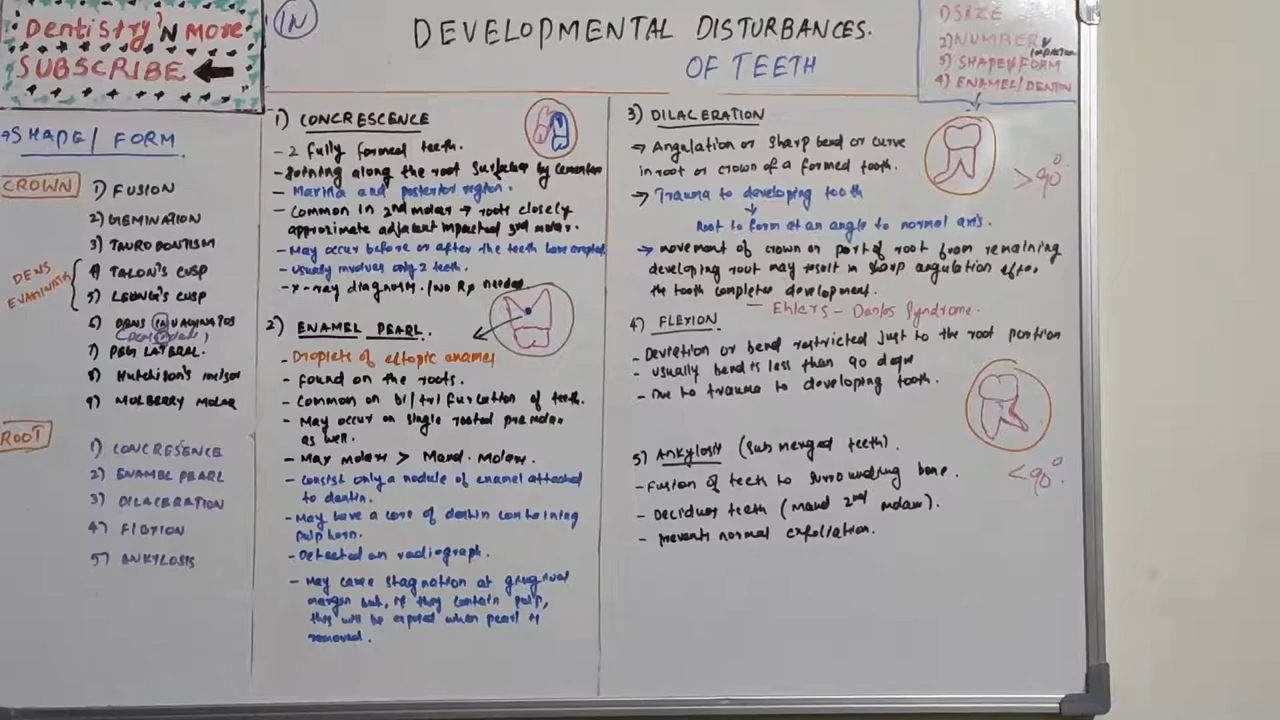 Dentistry 'N More
SUBSCRIBE
IN
DEVELOPMENTAL DISTURBANCES.
OF TEETH
1) SIZE
2) NUMBER &
IMPACTION
3) SHAPE & FORM
4) ENAMEL/DENTIN
SHAPE / FORM
CROWN
1) FUSION
2) GEMINATION
3) TAURODONTISM
4) TALON'S CUSP
5) LEUNG'S CUSP
DENS
EVAGINATUS
6) DENS IN VAGINATUS
7) PEG LATERAL.
8) Hutchison's incisor
9) MULBERRY MOLAR
ROOT
1) CONCRESENCE
2) ENAMEL PEARL
3) DILACERATION
4)
5) ANKYLOSIS
1) CONCRESCENCE
- 2 fully formed teeth.
- Joining along the root surfaces by cementum
- Maxilla and posterior region.
- Common in 2nd molar → roots closely
approximate adjacent impacted 3rd molar.
- May occur before or after the teeth have erupted
- Usually involves only 2 teeth.
- X-ray diagnosis. / No Rx needed
2) ENAMEL PEARL.
- Droplets of ectopic enamel
- found on the roots.
- Common on bi/tri furcation of teeth.
- May occur on single rooted premolar
as well.
- Max molars > Mand. Molars.
- Consist only a nodule of enamel attached
to dentin.
- May have a core of dentin containing
pulp horn.
- Detected on radiograph.
- May cause stagnation at gingival
margin but, if they contain pulp,
this will be exposed when pearl is
removed.
3) DILACERATION
→ Angulation or sharp bend or curve
in root or crown of a formed tooth.
> 90°.
→ Trauma to developing tooth
↓
Root to form at an angle to normal axis.
→ movement of crown or part of root from remaining
developing root may result in sharp angulation after
the tooth completes development.
- Ehlers - Danlos Syndrome.
4) FLEXION
- Deviation or bend restricted just to the root portion
- usually bend is less than 90 degree
- Due to trauma to developing tooth.
< 90°.
5) Ankylosis (Submerged teeth).
- Fusion of teeth to surrounding bone.
- Deciduous teeth (Mand 2nd molar).
- prevents normal exfoliation.